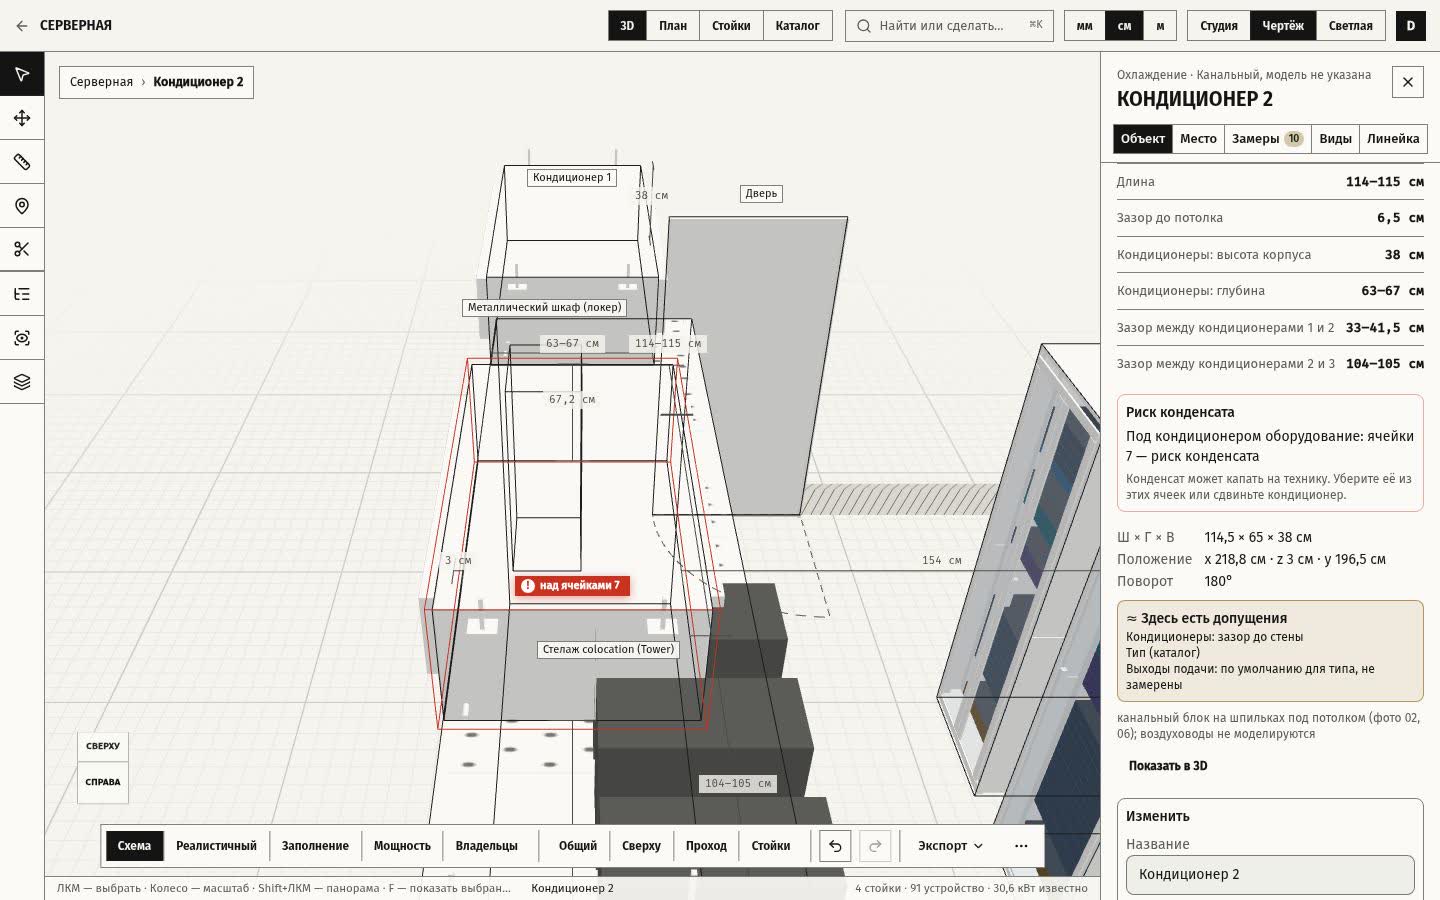 СЕРВЕРНАЯ
3D План Стойки Каталог
Найти или сделать... ⌘K
мм см м
Студия Чертёж Светлая
D
Серверная › Кондиционер 2
Кондиционер 1
38 см
Дверь
Металлический шкаф (локер)
63–67 см
114–115 см
67,2 см
3 см
154 см
! над ячейками 7
Стелаж colocation (Tower)
104–105 см
СВЕРХУ
СПРАВА
Схема Реалистичный Заполнение Мощность Владельцы Общий Сверху Проход Стойки Экспорт ...
ЛКМ — выбрать · Колесо — масштаб · Shift+ЛКМ — панорама · F — показать выбран...
Кондиционер 2
4 стойки · 91 устройство · 30,6 кВт известно
Охлаждение · Канальный, модель не указана
КОНДИЦИОНЕР 2
Объект Место Замеры 10 Виды Линейка
Длина 114–115 см
Зазор до потолка 6,5 см
Кондиционеры: высота корпуса 38 см
Кондиционеры: глубина 63–67 см
Зазор между кондиционерами 1 и 2 33–41,5 см
Зазор между кондиционерами 2 и 3 104–105 см
Риск конденсата
Под кондиционером оборудование: ячейки
7 — риск конденсата
Конденсат может капать на технику. Уберите её из
этих ячеек или сдвиньте кондиционер.
Ш × Г × В 114,5 × 65 × 38 см
Положение x 218,8 см · z 3 см · y 196,5 см
Поворот 180°
≈ Здесь есть допущения
Кондиционеры: зазор до стены
Тип (каталог)
Выходы подачи: по умолчанию для типа, не
замерены
канальный блок на шпильках под потолком (фото 02,
06); воздуховоды не моделируются
Показать в 3D
Изменить
Название
Кондиционер 2